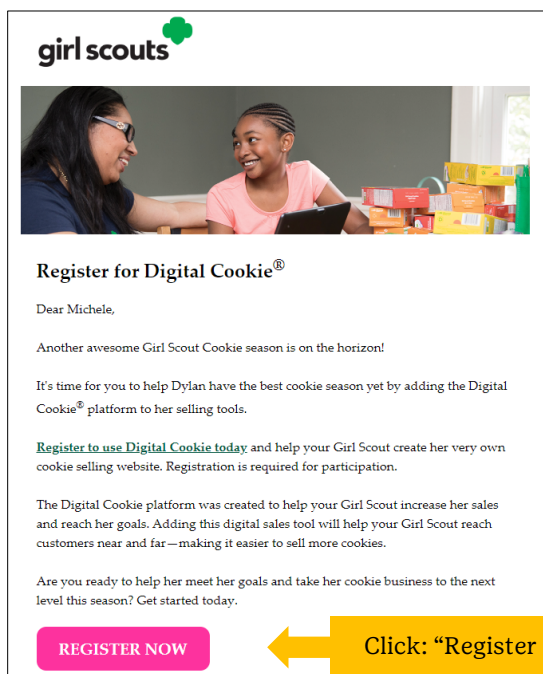 girl scouts
Register for Digital Cookie®
Dear Michele,
Another awesome Girl Scout Cookie season is on the horizon!
It's time for you to help Dylan have the best cookie season yet by adding the Digital
Cookie® platform to her selling tools.
Register to use Digital Cookie today and help your Girl Scout create her very own
cookie selling website. Registration is required for participation.
The Digital Cookie platform was created to help your Girl Scout increase her sales
and reach her goals. Adding this digital sales tool will help your Girl Scout reach
customers near and far—making it easier to sell more cookies.
Are you ready to help her meet her goals and take her cookie business to the next
level this season? Get started today.
REGISTER NOW
Click: “Register